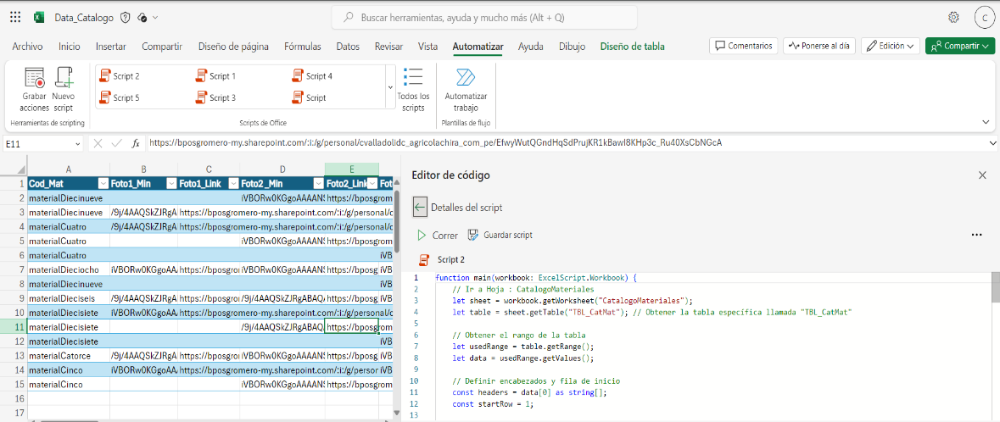 Data_Catalogo
Buscar herramientas, ayuda y mucho más (Alt + Q)
C
Archivo Inicio Insertar Compartir Diseño de página Fórmulas Datos Revisar Vista Automatizar Ayuda Dibujo Diseño de tabla Comentarios Ponerse al día Edición Compartir
Script 2 Script 1 Script 4
Script 5 Script 3 Script
Grabar acciones
Nuevo script
Todos los scripts
Automatizar trabajo
Herramientas de scripting Scripts de Office Plantillas de flujo
E11 fx https://bposgromero-my.sharepoint.com/:i:/g/personal/cvalladolidc_agricolachira_com_pe/EfwyWutQGndHqSdPrujKR1kBawI8KHp3c_Ru40XsCbNGcA
A B C D E
1 Cod_Mat Foto1_Min Foto1_Link Foto2_Min Foto2_Link Fot
2 materialDiecinueve iVBORw0KGgoAAAANS https://bposgrom
3 materialDiecinueve /9j/4AAQSkZJRgA https://bposgromero-my.sharepoint.com/:i:/g/personal/c
4 materialCuatro /9j/4AAQSkZJRgA https://bposgromero-my.sharepoint.com/:i:/g/personal/c
5 materialCuatro iVBORw0KGgoAAAANS https://bposgrom
6 materialCuatro iVB
7 materialDieciocho iVBORw0KGgoAA https://bposgro iVBORw0KGgoAAAANS https://bposg iVB
8 materialDiecinueve iVB
9 materialDieciseis /9j/4AAQSkZJRgA https://bposgro /9j/4AAQSkZJRgABAQA https://bposg iVB
10 materialDiecisiete iVBORw0KGgoAA https://bposgromero-my.sharepoint.com/:i:/g/personal/c
11 materialDiecisiete /9j/4AAQSkZJRgABAQA https://bposgrom
12 materialDiecisiete iVB
13 materialCatorce /9j/4AAQSkZJRgA https://bposgro iVBORw0KGgoAAAANS https://bposg iVB
14 materialCinco iVBORw0KGgoAA https://bposgromero-my.sharepoint.com/:i:/g/person iVB
15 materialCinco iVBORw0KGgoAAAANS https://bposgrom
16
17
Editor de código
Detalles del script
Correr Guardar script
Script 2
1 function main(workbook: ExcelScript.Workbook) {
2 // Ir a Hoja : CatalogoMateriales
3 let sheet = workbook.getWorksheet("CatalogoMateriales");
4 let table = sheet.getTable("TBL_CatMat"); // Obtener la tabla específica llamada "TBL_CatMat"
5
6 // Obtener el rango de la tabla
7 let usedRange = table.getRange();
8 let data = usedRange.getValues();
9
10 // Definir encabezados y fila de inicio
11 const headers = data[0] as string[];
12 const startRow = 1;
13